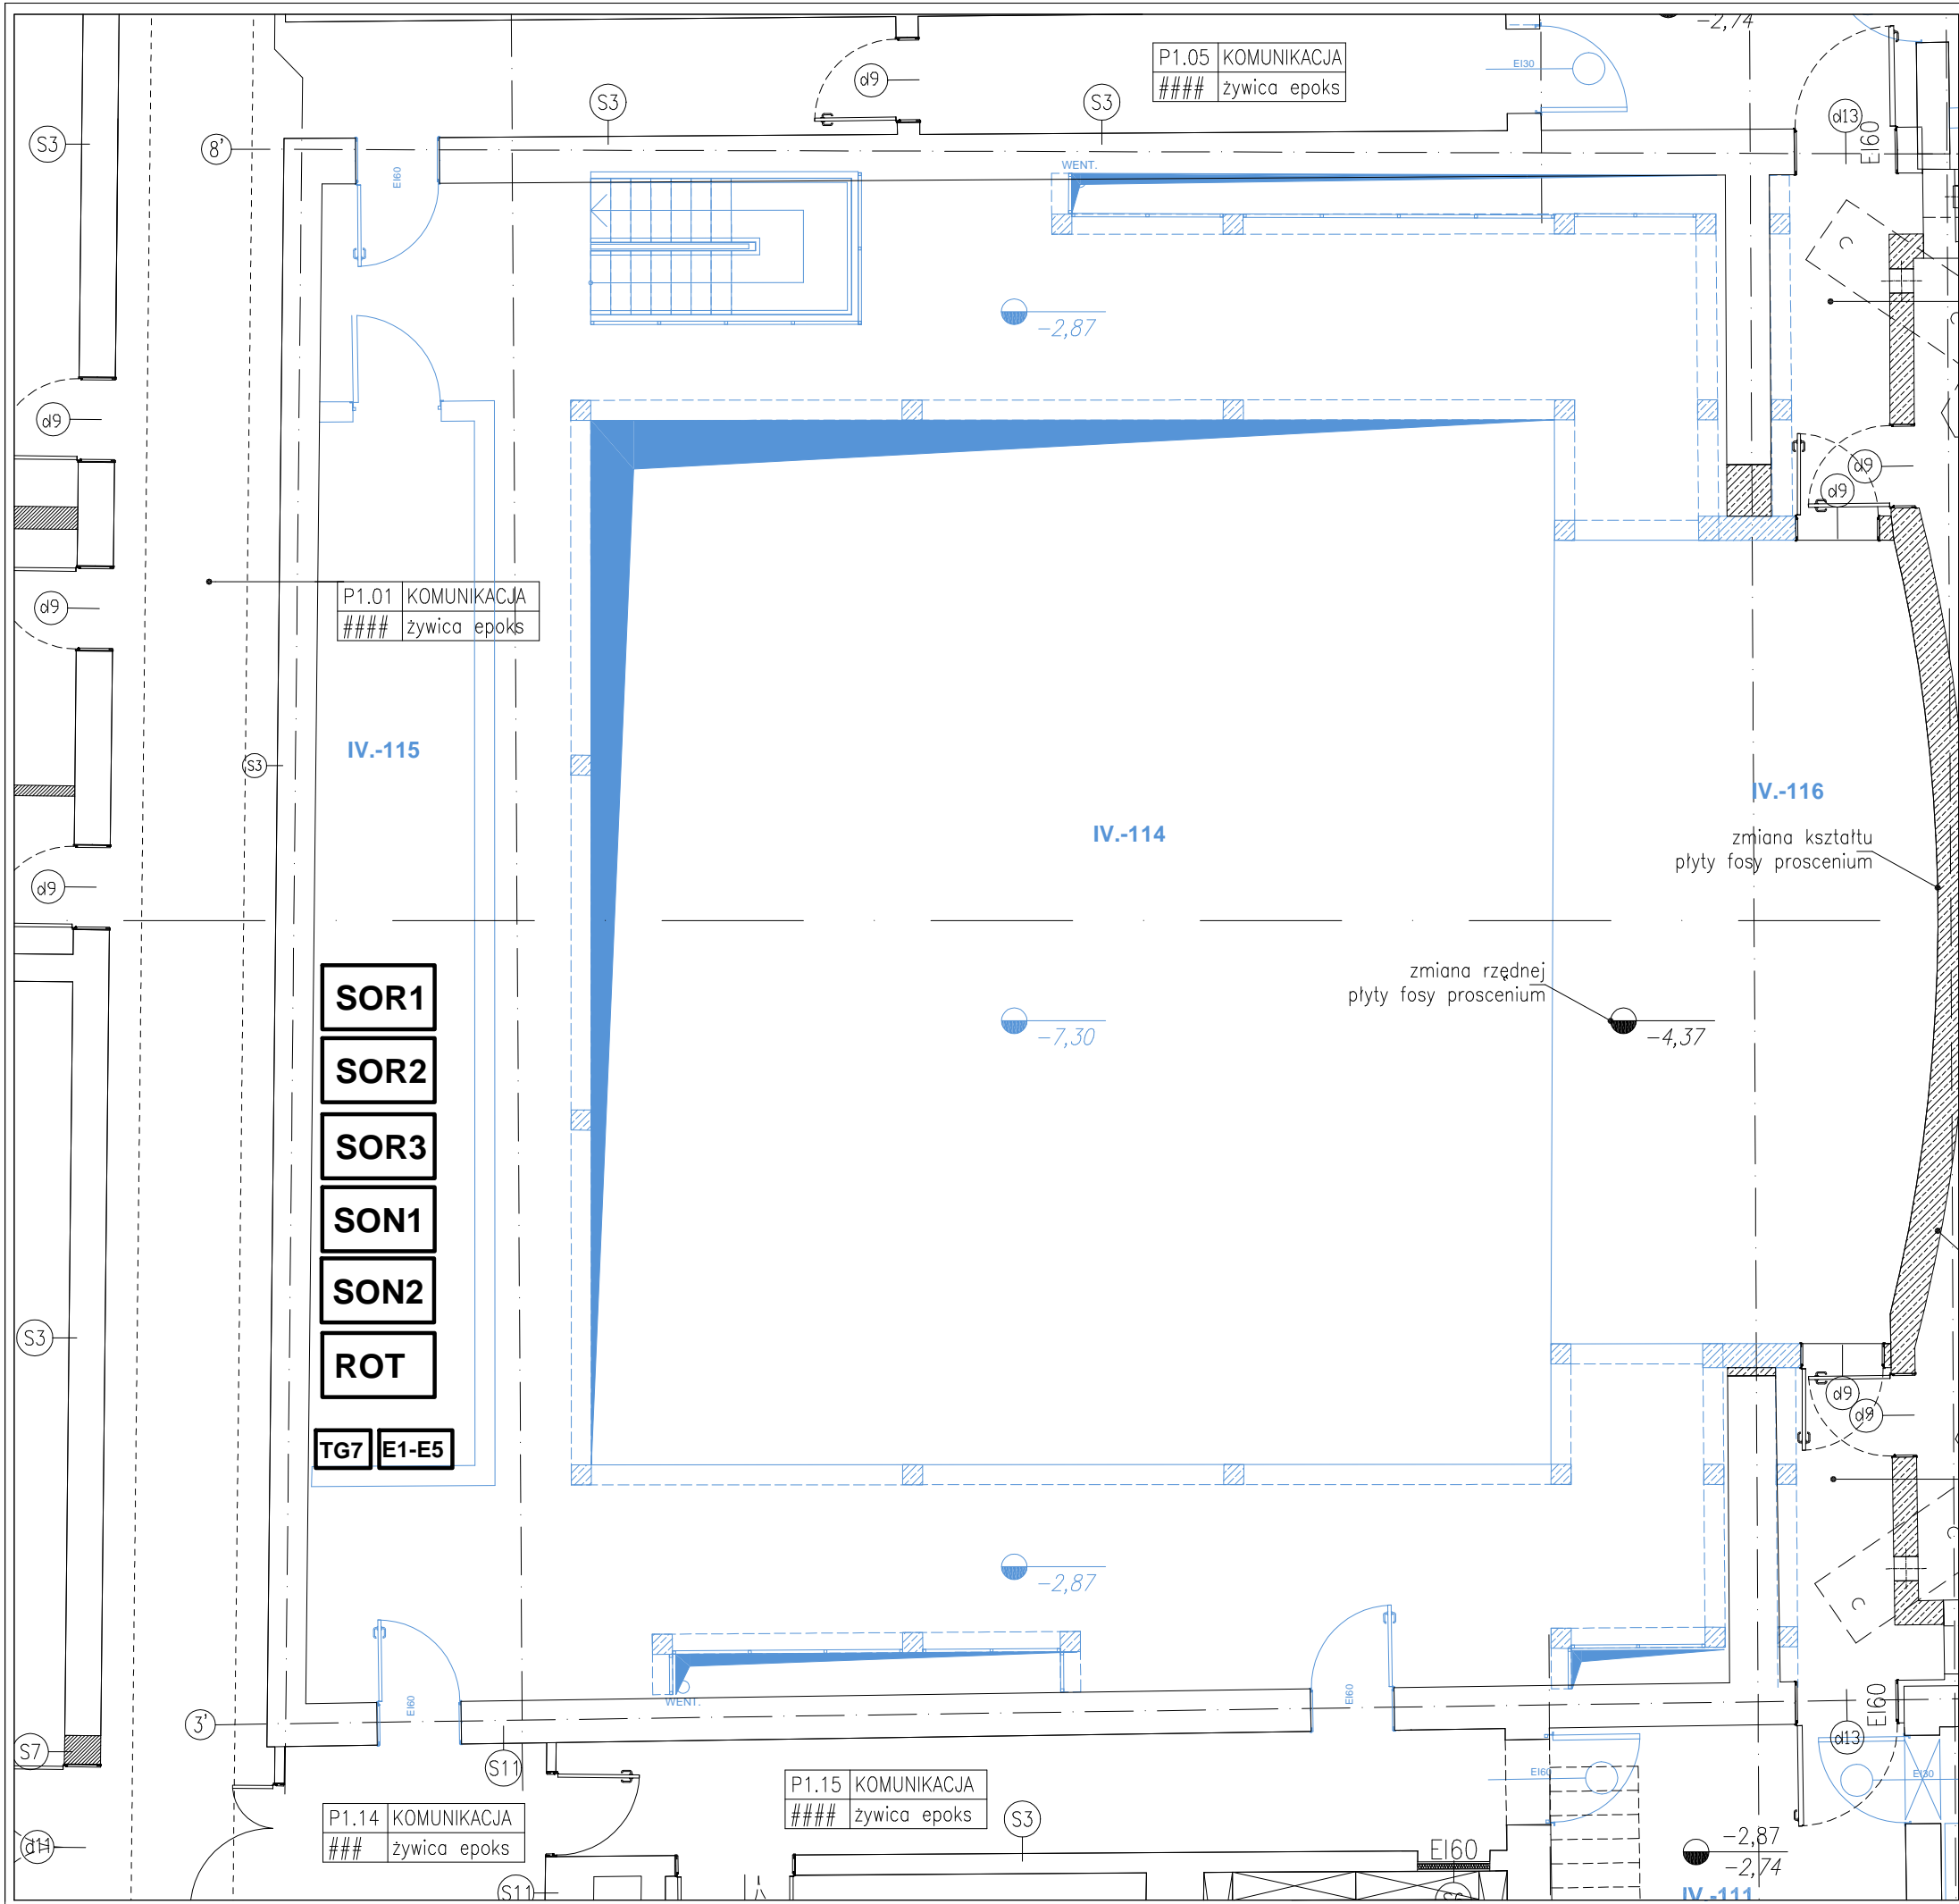 -2,74
P1.05 KOMUNIKACJA
#### żywica epoks
EI30
d9
S3
S3
S3
8'
d13
EI60
EI60
WENT.
C
-2,87
d9
d9
d9
d9
P1.01 KOMUNIKACJA
#### żywica epoks
IV.-115
S3
IV.-116
IV.-114
zmiana kształtu
płyty fosy proscenium
d9
zmiana rzędnej
płyty fosy proscenium
SOR1
-7,30
-4,37
SOR2
SOR3
SON1
SON2
S3
ROT
d9
d9
TG7 E1-E5
-2,87
C
C
WENT.
EI60
EI60
EI60
3'
S7
S11
d13
P1.15 KOMUNIKACJA
#### żywica epoks
EI60
EI30
P1.14 KOMUNIKACJA
### żywica epoks
S3
d11
EI60
-2,87
-2,74
S11
IV.-111